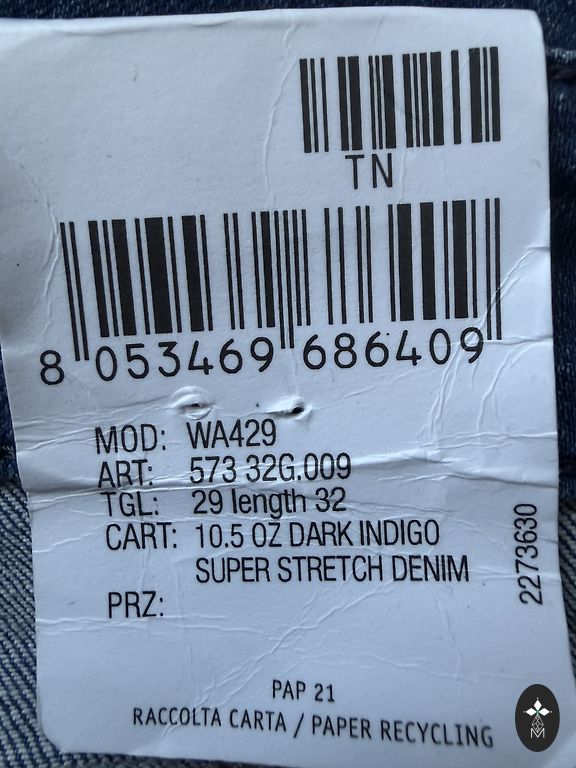 TN
8 053469 686409
MOD: WA429
ART: 573 32G.009
TGL: 29 length 32
CART: 10.5 OZ DARK INDIGO
SUPER STRETCH DENIM
PRZ:
2273630
PAP 21
RACCOLTA CARTA / PAPER RECYCLING
M